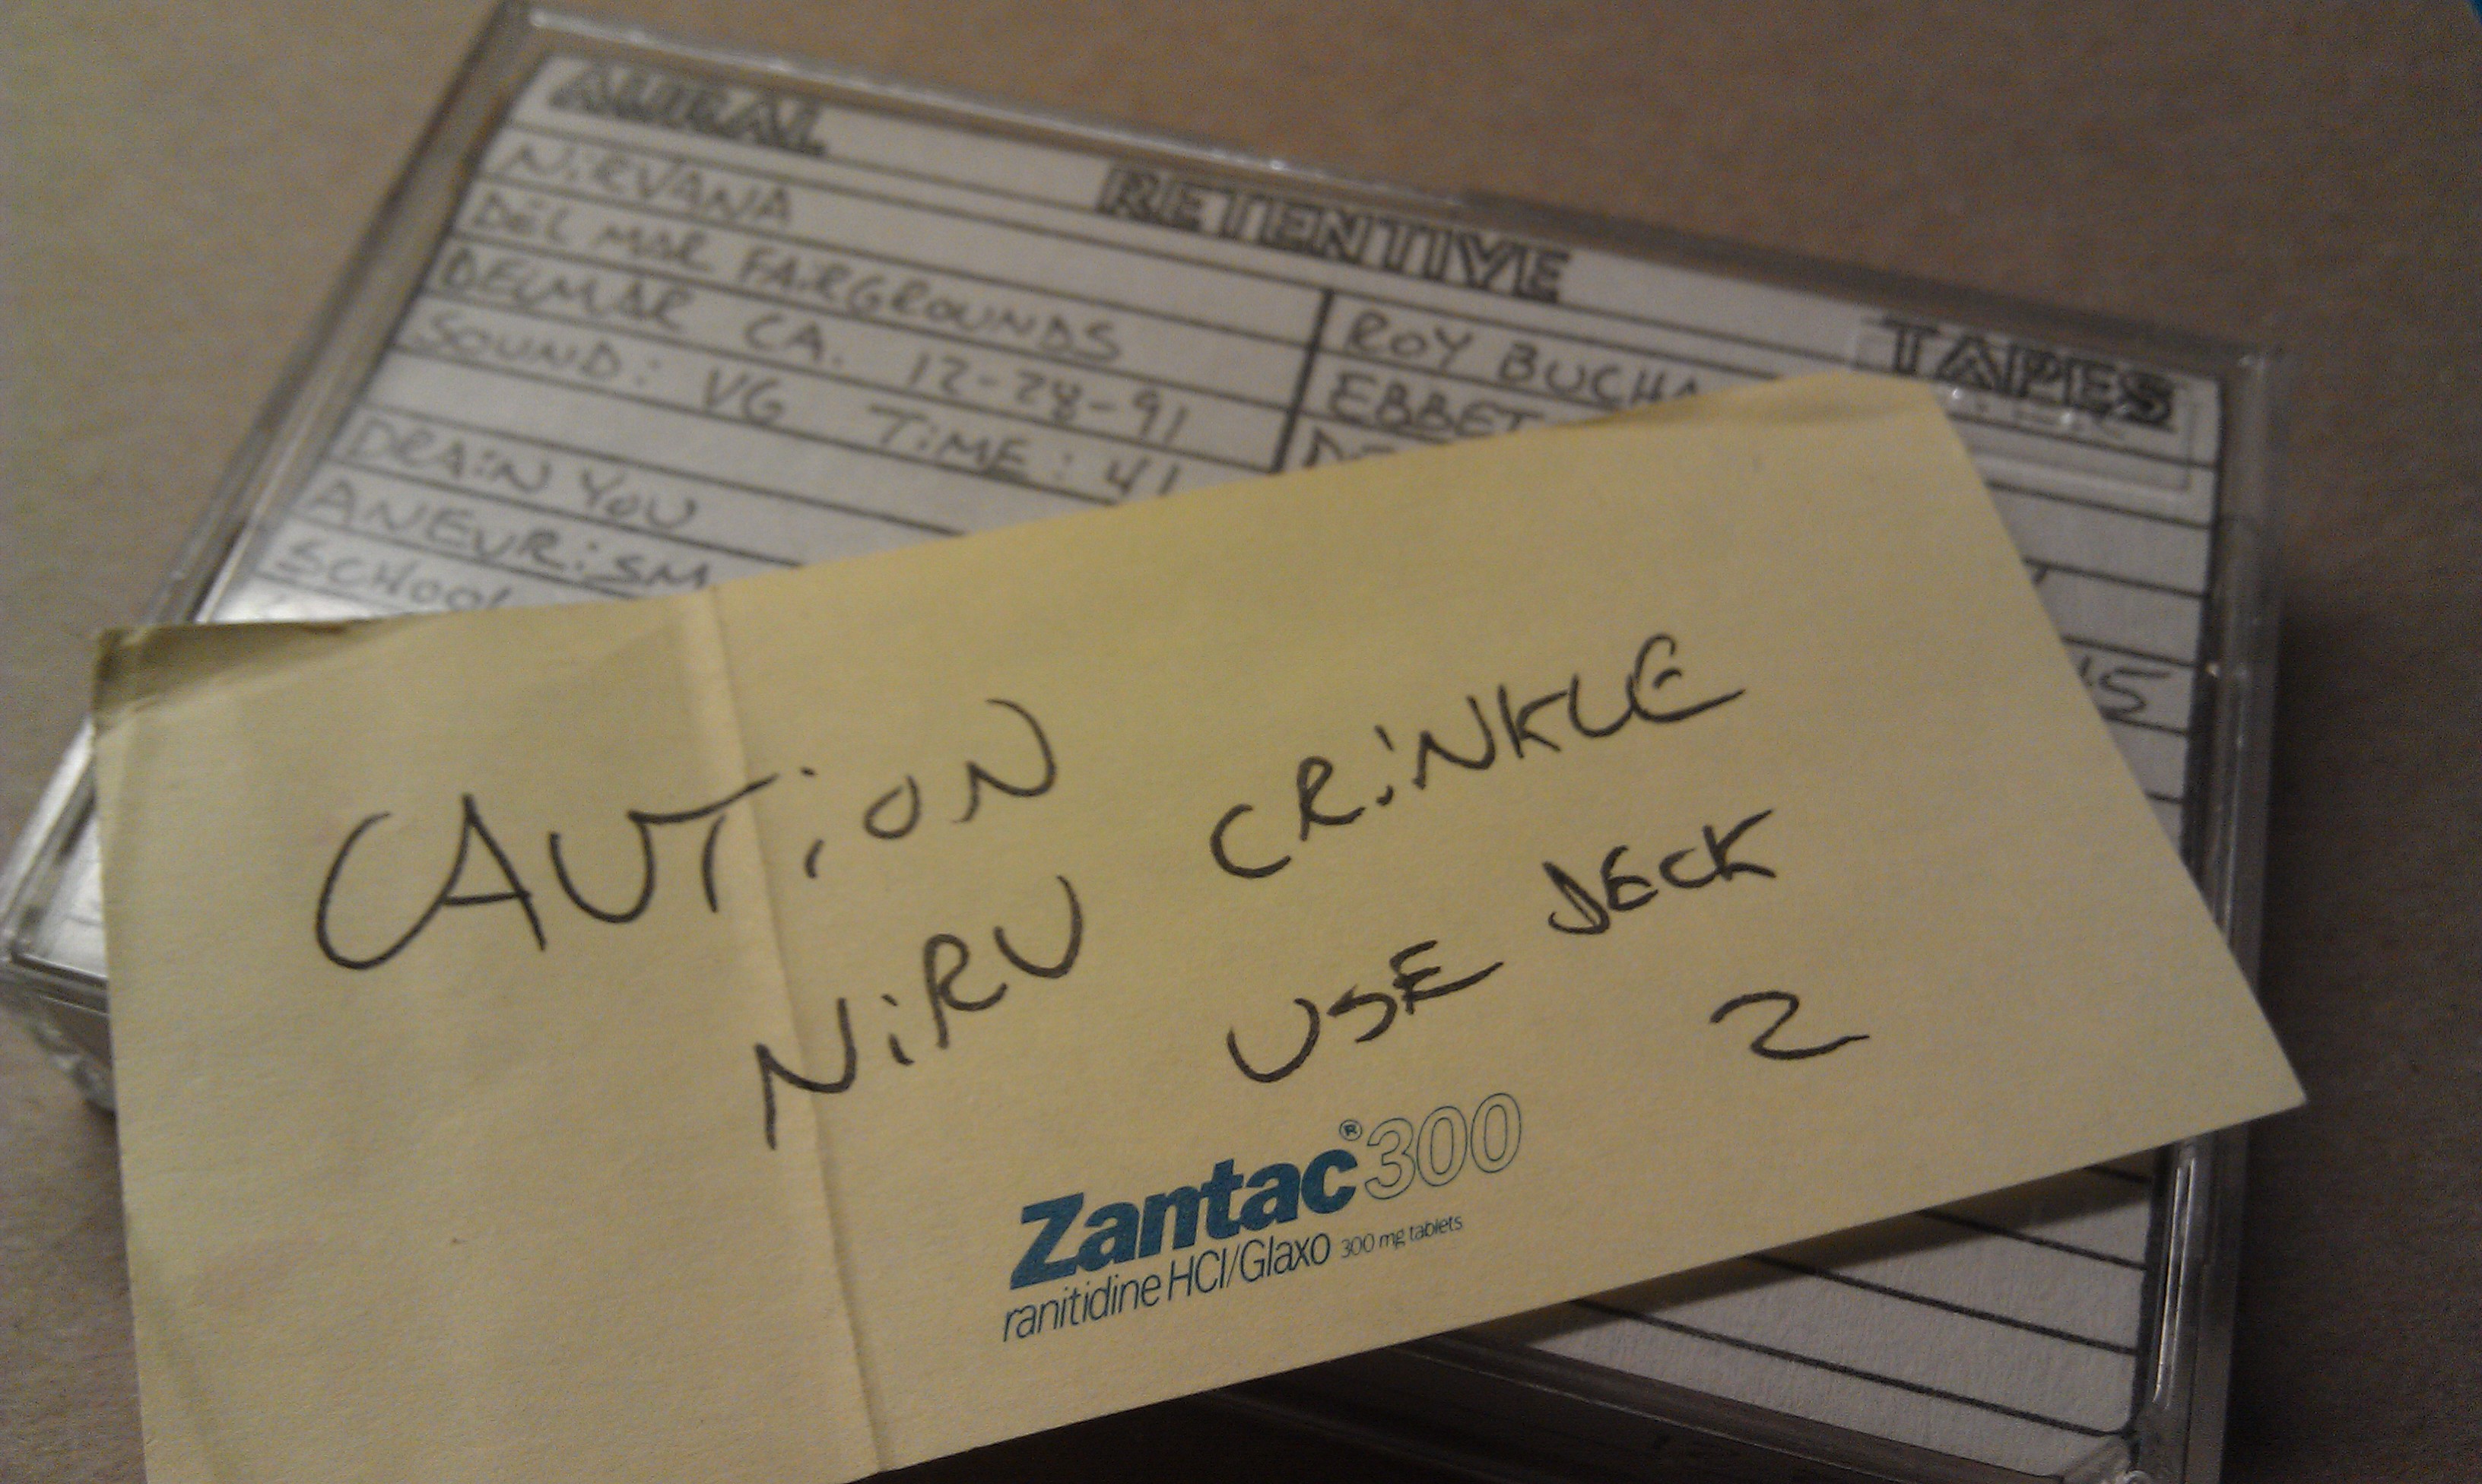 AURAL RETENTIVE TAPES
NiRVANA
DEL MAR FAiRGROUNDS
DELMAR CA. 12-28-91
SOUND: VG TiME: 41
DRAiN YOU
ANEURiSM
SCHOOL
ROY BUCHA
EBBET
CAUTiON
NiRV CRiNKLE
USE DECK
2
Zantac®300
ranitidine HCl/Glaxo 300 mg tablets